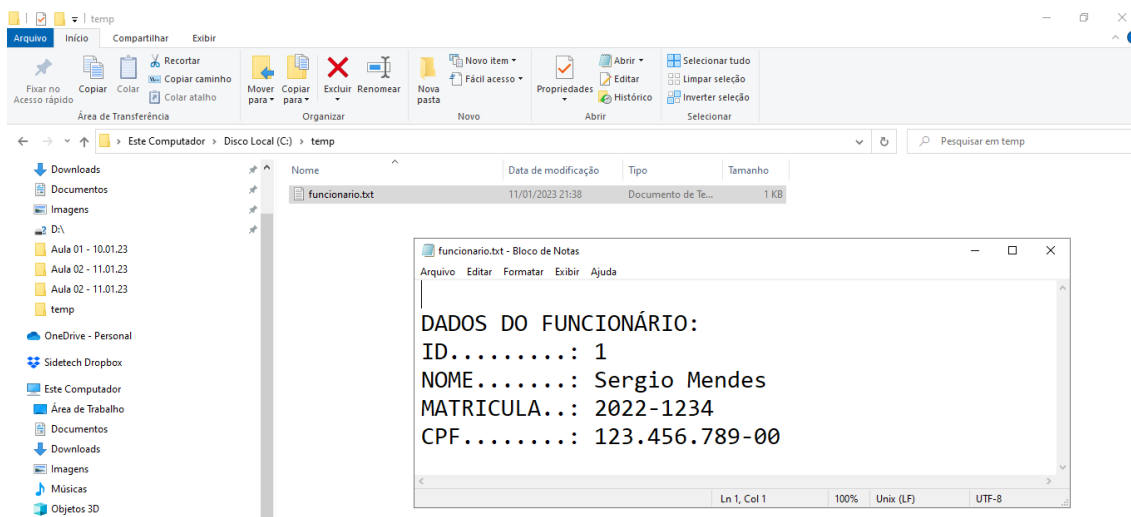 temp
Arquivo Início Compartilhar Exibir
Fixar no Acesso rápido
Copiar
Colar
Recortar
Copiar caminho
Colar atalho
Área de Transferência
Mover para
Copiar para
Excluir
Renomear
Organizar
Nova pasta
Novo item
Fácil acesso
Novo
Propriedades
Abrir
Editar
Histórico
Abrir
Selecionar tudo
Limpar seleção
Inverter seleção
Selecionar
Este Computador > Disco Local (C:) > temp
Pesquisar em temp
Downloads
Documentos
Imagens
D:\
Aula 01 - 10.01.23
Aula 02 - 11.01.23
Aula 02 - 11.01.23
temp
OneDrive - Personal
Sidetech Dropbox
Este Computador
Área de Trabalho
Documentos
Downloads
Imagens
Músicas
Objetos 3D
Nome Data de modificação Tipo Tamanho
funcionario.txt 11/01/2023 21:38 Documento de Te... 1 KB
funcionario.txt - Bloco de Notas
Arquivo Editar Formatar Exibir Ajuda
DADOS DO FUNCIONÁRIO:
ID.........: 1
NOME.......: Sergio Mendes
MATRICULA..: 2022-1234
CPF........: 123.456.789-00
Ln 1, Col 1 100% Unix (LF) UTF-8